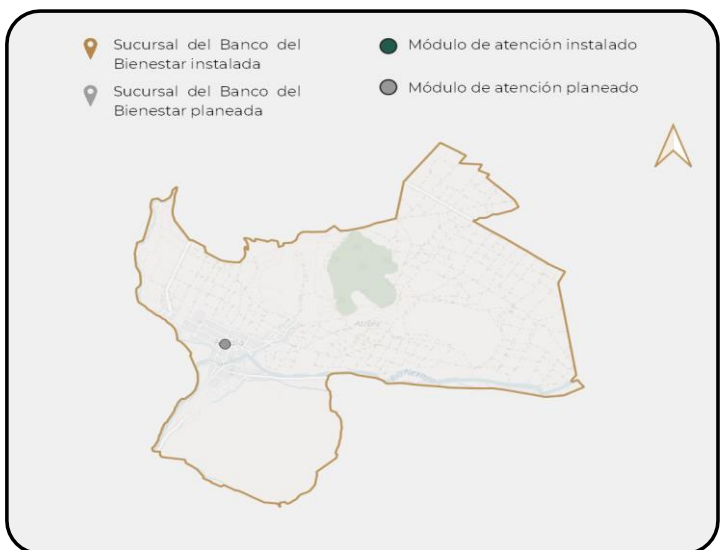 Sucursal del Banco del
Bienestar instalada
Sucursal del Banco del
Bienestar planeada
Módulo de atención instalado
Módulo de atención planeado